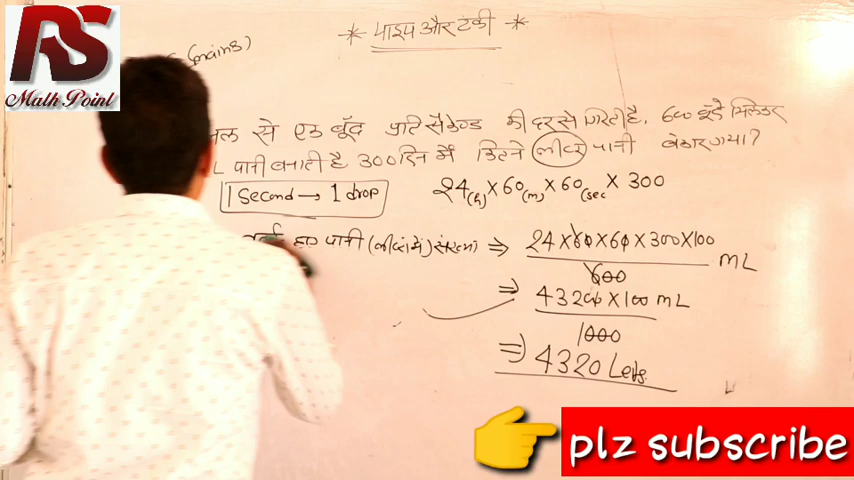 RS
Math Point
(mains)
-*- पाइप और टंकी -*-
नल से एक बूँद प्रति सैकेण्ड की दर से गिरती है, 600 बूँदे मिलकर
L पानी बनाती है 300 दिन में कितने लीटर पानी बेकार गया?
1 Second → 1 drop
24(h) X 60(m) X 60(sec X 300
हुए पानी (लीटर में) संख्या ⇒ 24 X 60 X 60 X 300 X 100
600
mL
⇒ 43200 X 100 mL
1000
⇒ 4320 Letrs.
plz subscribe